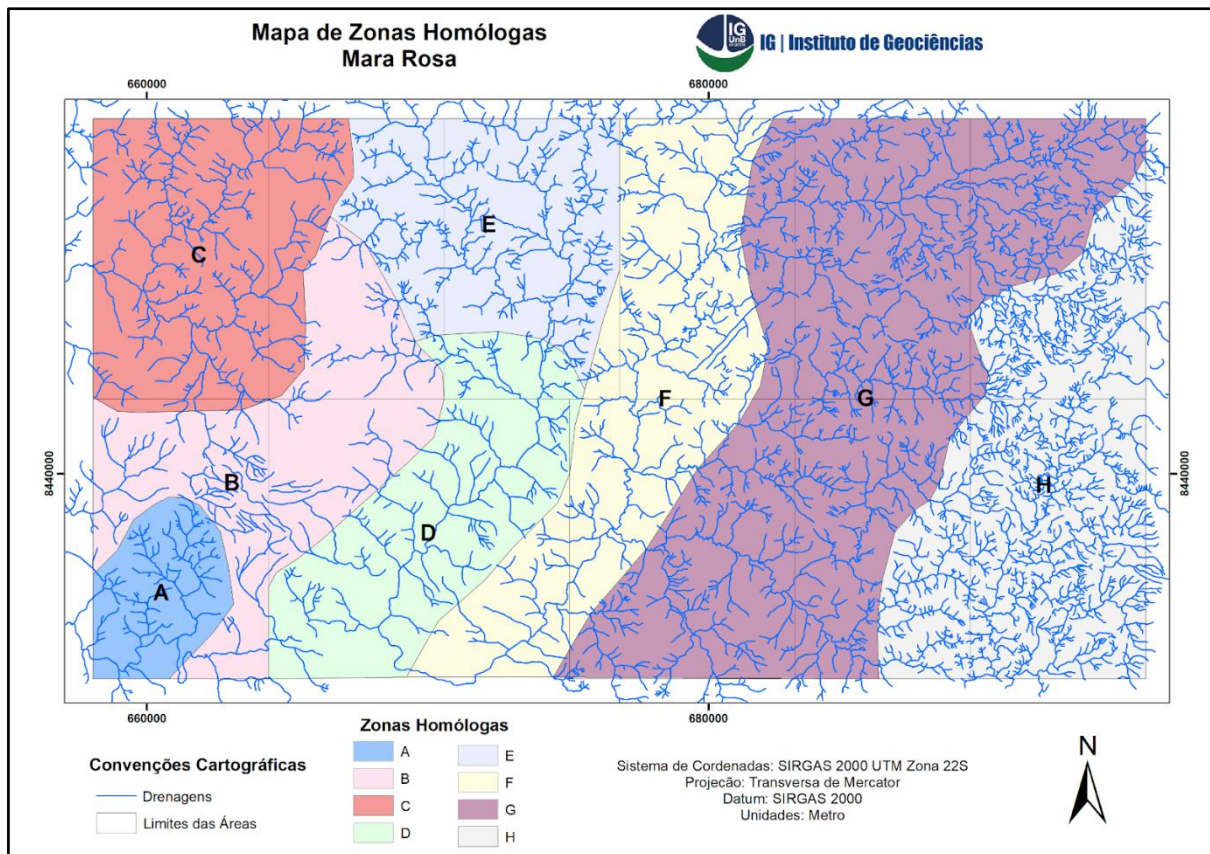 Mapa de Zonas Homólogas
Mara Rosa
IG
UnB
IG | Instituto de Geociências
660000
680000
C
E
F
G
8440000
8440000
B
H
D
A
660000
680000
Zonas Homólogas
Convenções Cartográficas
Drenagens
Limites das Áreas
A
B
C
D
E
F
G
H
Sistema de Cordenadas: SIRGAS 2000 UTM Zona 22S
Projeção: Transversa de Mercator
Datum: SIRGAS 2000
Unidades: Metro
N